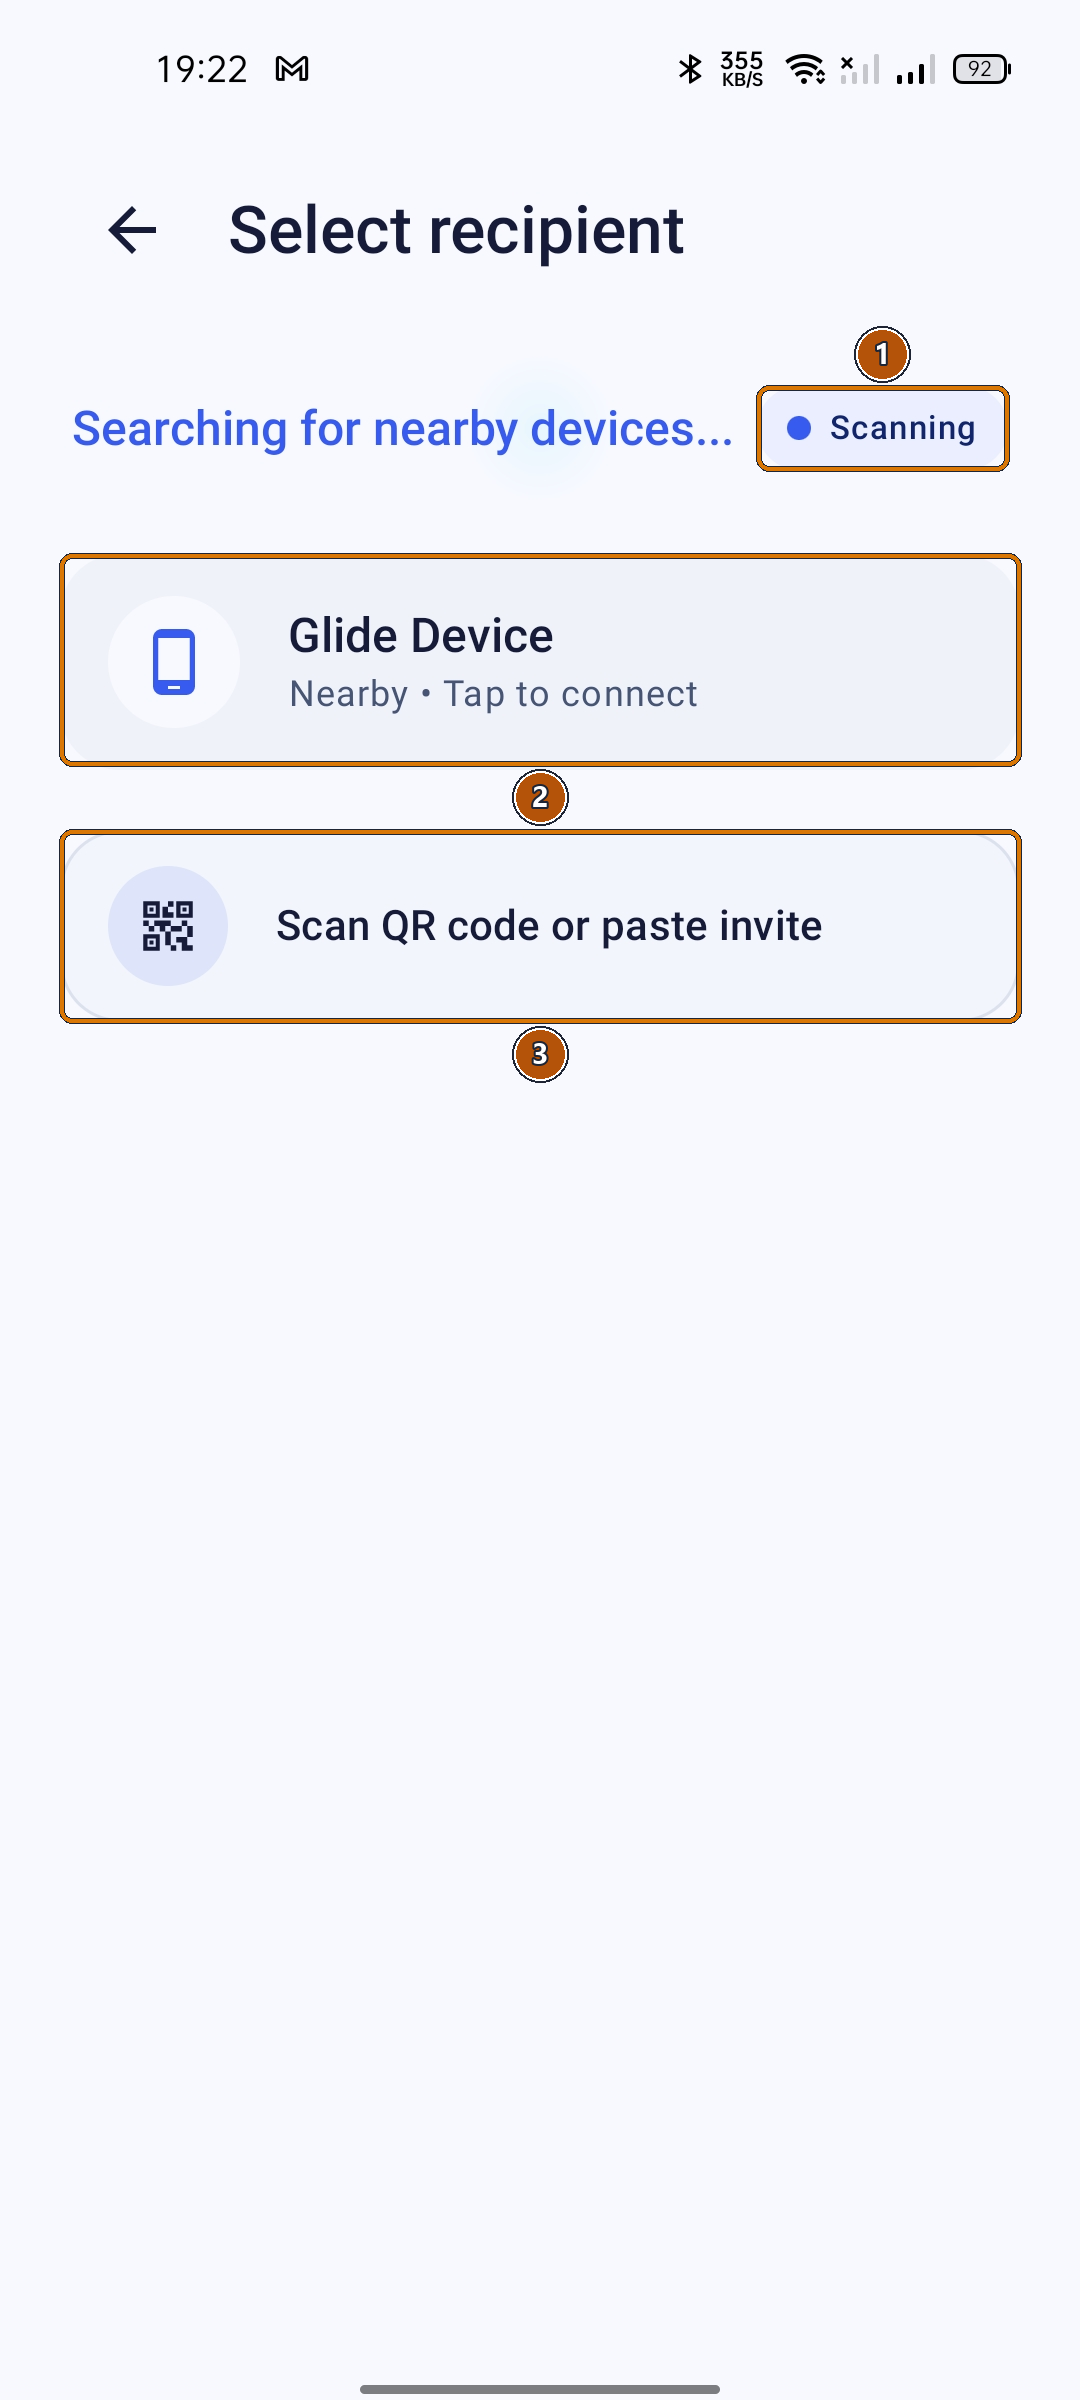 19:22
355
KB/S
92
Select recipient
1
Searching for nearby devices...
Scanning
Glide Device
Nearby • Tap to connect
2
Scan QR code or paste invite
3